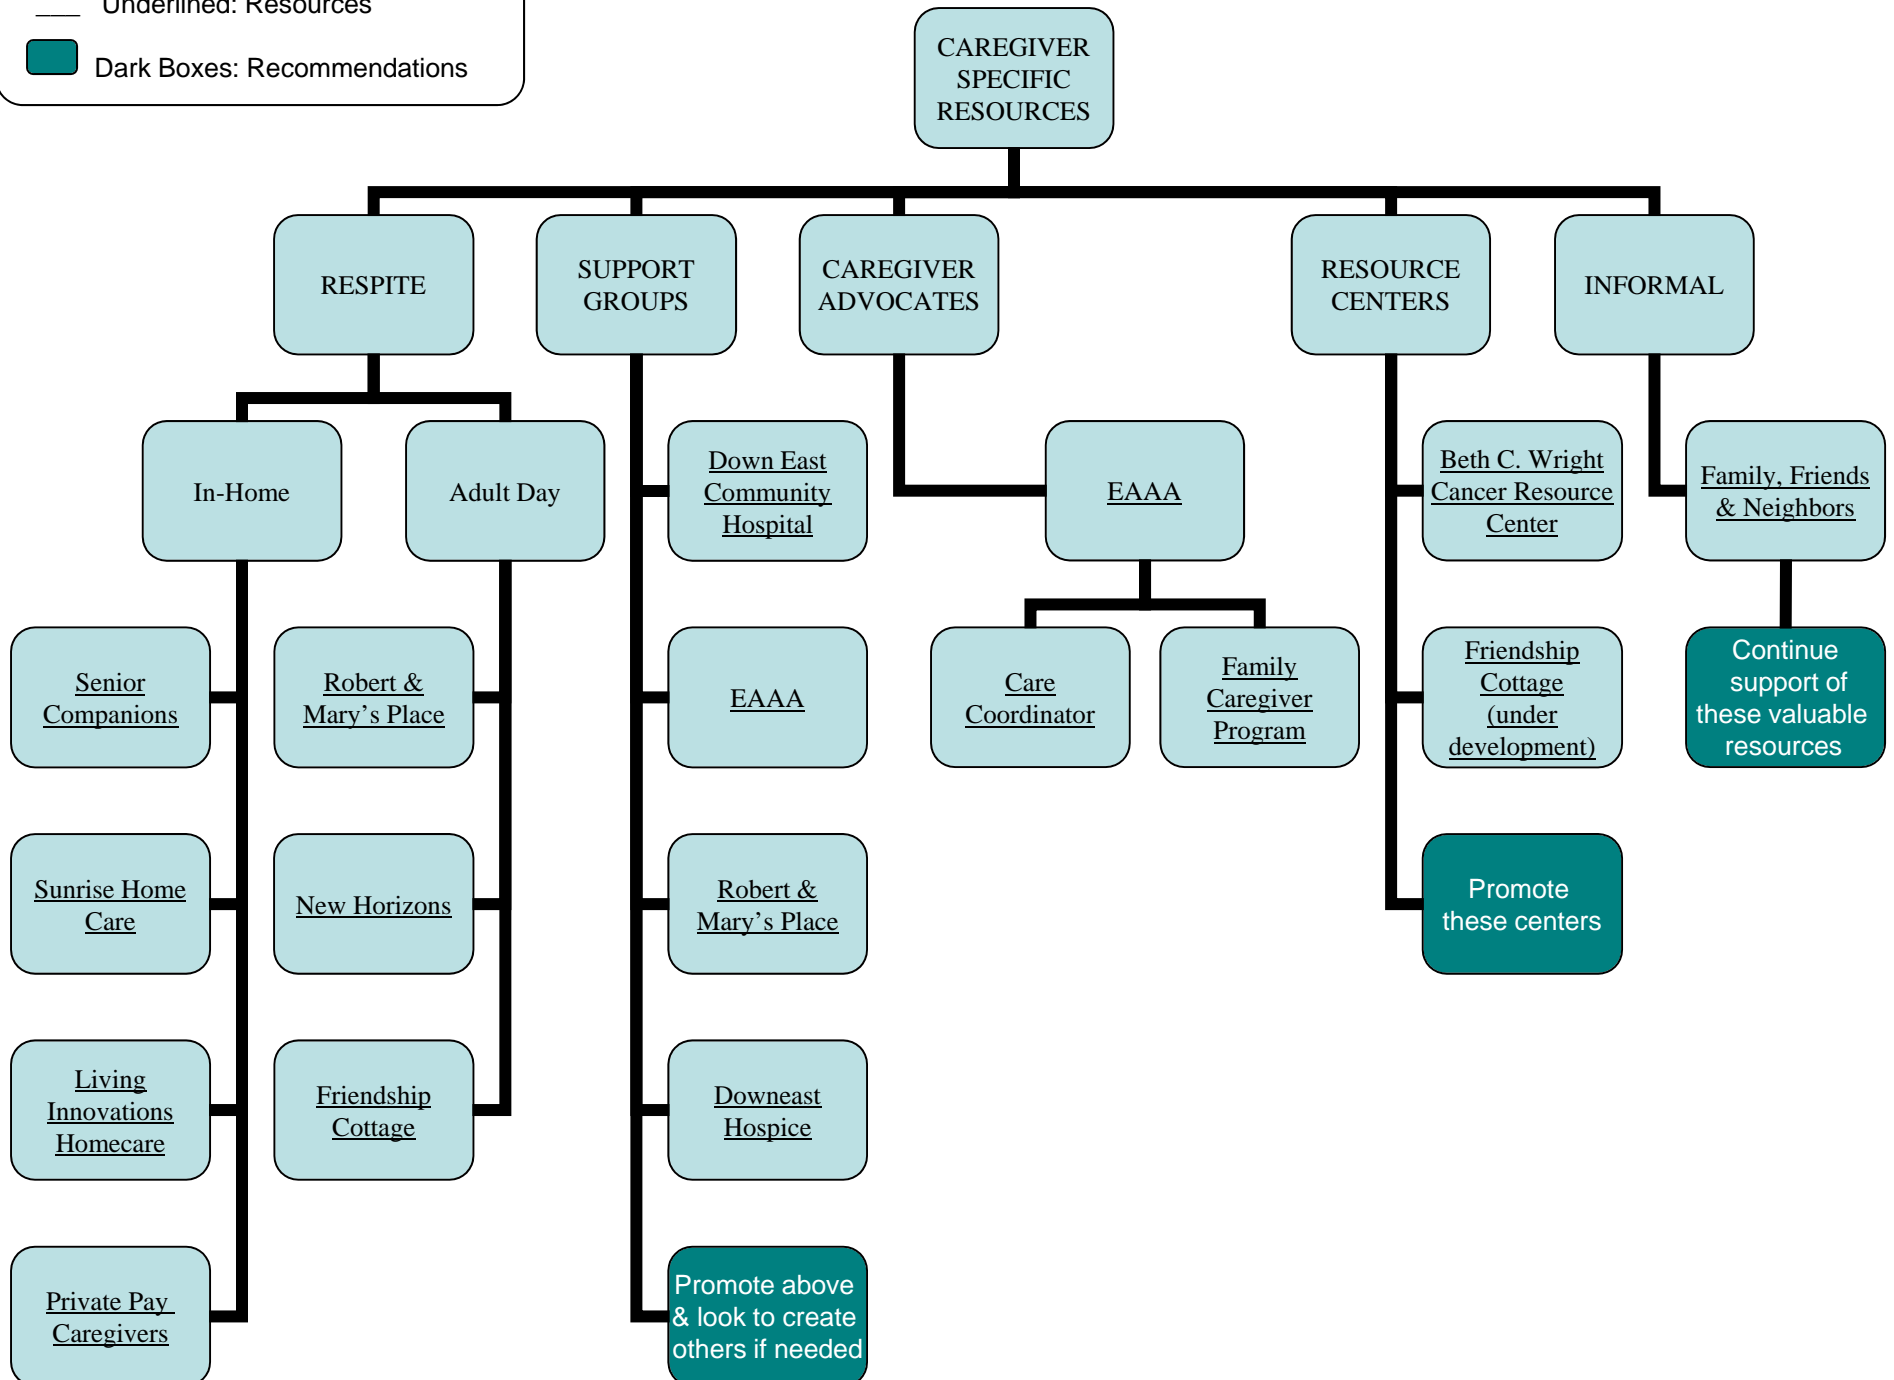 ___ Underlined: Resources
Dark Boxes: Recommendations
CAREGIVER
SPECIFIC
RESOURCES
RESPITE
SUPPORT
GROUPS
CAREGIVER
ADVOCATES
RESOURCE
CENTERS
INFORMAL
In-Home
Adult Day
Down East
Community
Hospital
EAAA
Beth C. Wright
Cancer Resource
Center
Family, Friends
& Neighbors
Senior
Companions
Robert &
Mary’s Place
EAAA
Care
Coordinator
Family
Caregiver
Program
Friendship
Cottage
(under
development)
Continue
support of
these valuable
resources
Sunrise Home
Care
New Horizons
Robert &
Mary’s Place
Promote
these centers
Living
Innovations
Homecare
Friendship
Cottage
Downeast
Hospice
Private Pay
Caregivers
Promote above
& look to create
others if needed